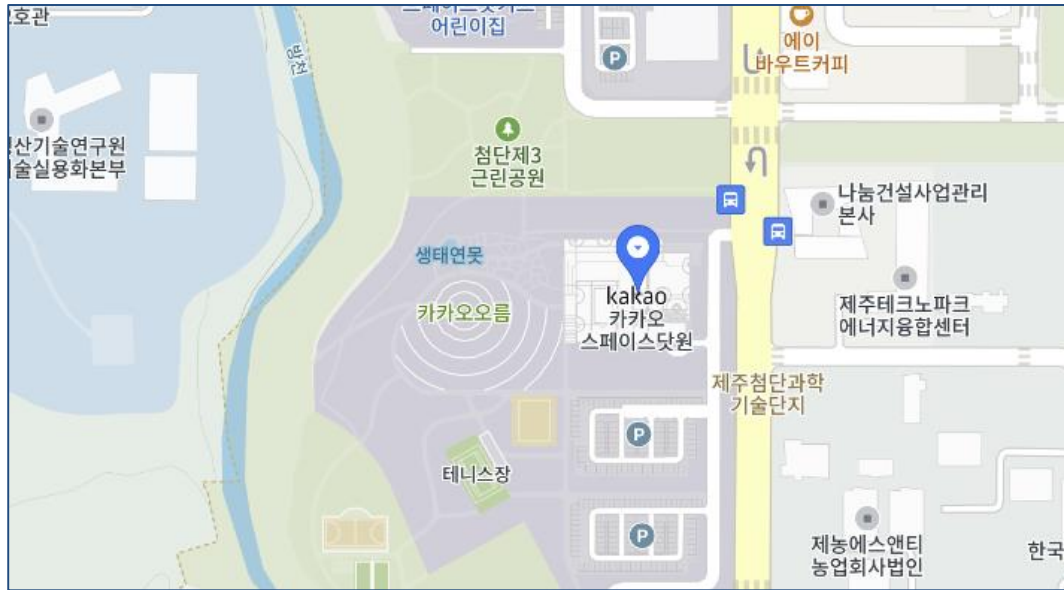 호관
방천
어린이집
P
에이
바우트커피
산기술연구원
술실용화본부
첨단제3
근린공원
나눔건설사업관리
본사
생태연못
카카오오름
kakao
카카오
스페이스닷원
제주테크노파크
에너지융합센터
제주첨단과학
기술단지
P
테니스장
P
제농에스앤티
농업회사법인
한국